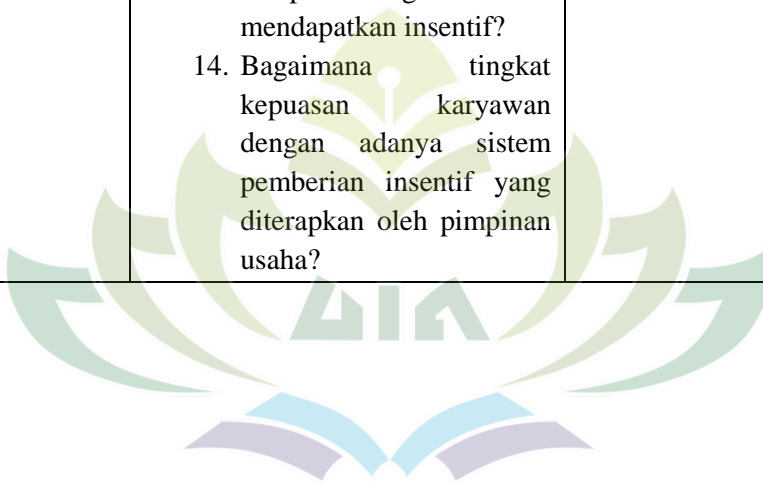 mendapatkan insentif?
14. Bagaimana tingkat
kepuasan karyawan
dengan adanya sistem
pemberian insentif yang
diterapkan oleh pimpinan
usaha?